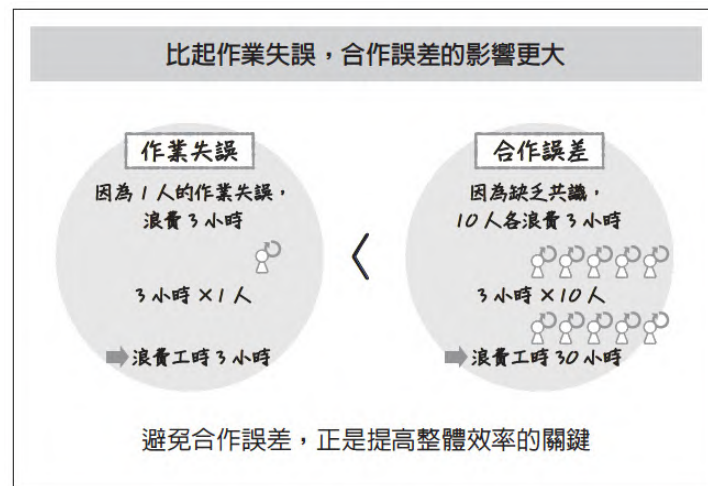 比起作業失誤，合作誤差的影響更大
作業失誤
因為1人的作業失誤，
浪費3小時
3小時×1人
➡浪費工時3小時
<
合作誤差
因為缺乏共識，
10人各浪費3小時
3小時×10人
➡浪費工時30小時
避免合作誤差，正是提高整體效率的關鍵